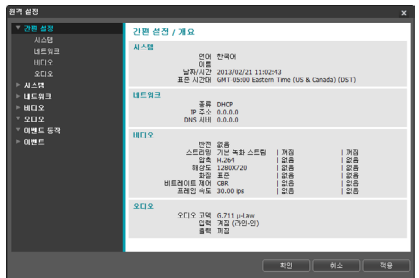 원격 설정
간편 설정
시스템
네트워크
비디오
오디오
시스템
네트워크
비디오
오디오
이벤트 동작
이벤트
간편 설정 / 개요
시스템
언어 한국어
이름
날짜/시간 2013/02/21 11:02:43
표준 시간대 GMT-05:00 Eastern Time (US & Canada) (DST)
네트워크
종류 DHCP
IP 주소 0.0.0.0
DNS 서버 0.0.0.0
비디오
반전 없음
스트리밍 기본 녹화 스트림 | 꺼짐 | 꺼짐
압축 H.264 | 없음 | 없음
해상도 1280X720 | 없음 | 없음
화질 표준 | 없음 | 없음
비트레이트 제어 CBR | 없음 | 없음
프레임 속도 30.00 ips | 없음 | 없음
오디오
오디오 코덱 G.711 μ-Law
입력 꺼짐 (라인-인)
출력 꺼짐
확인 취소 적용